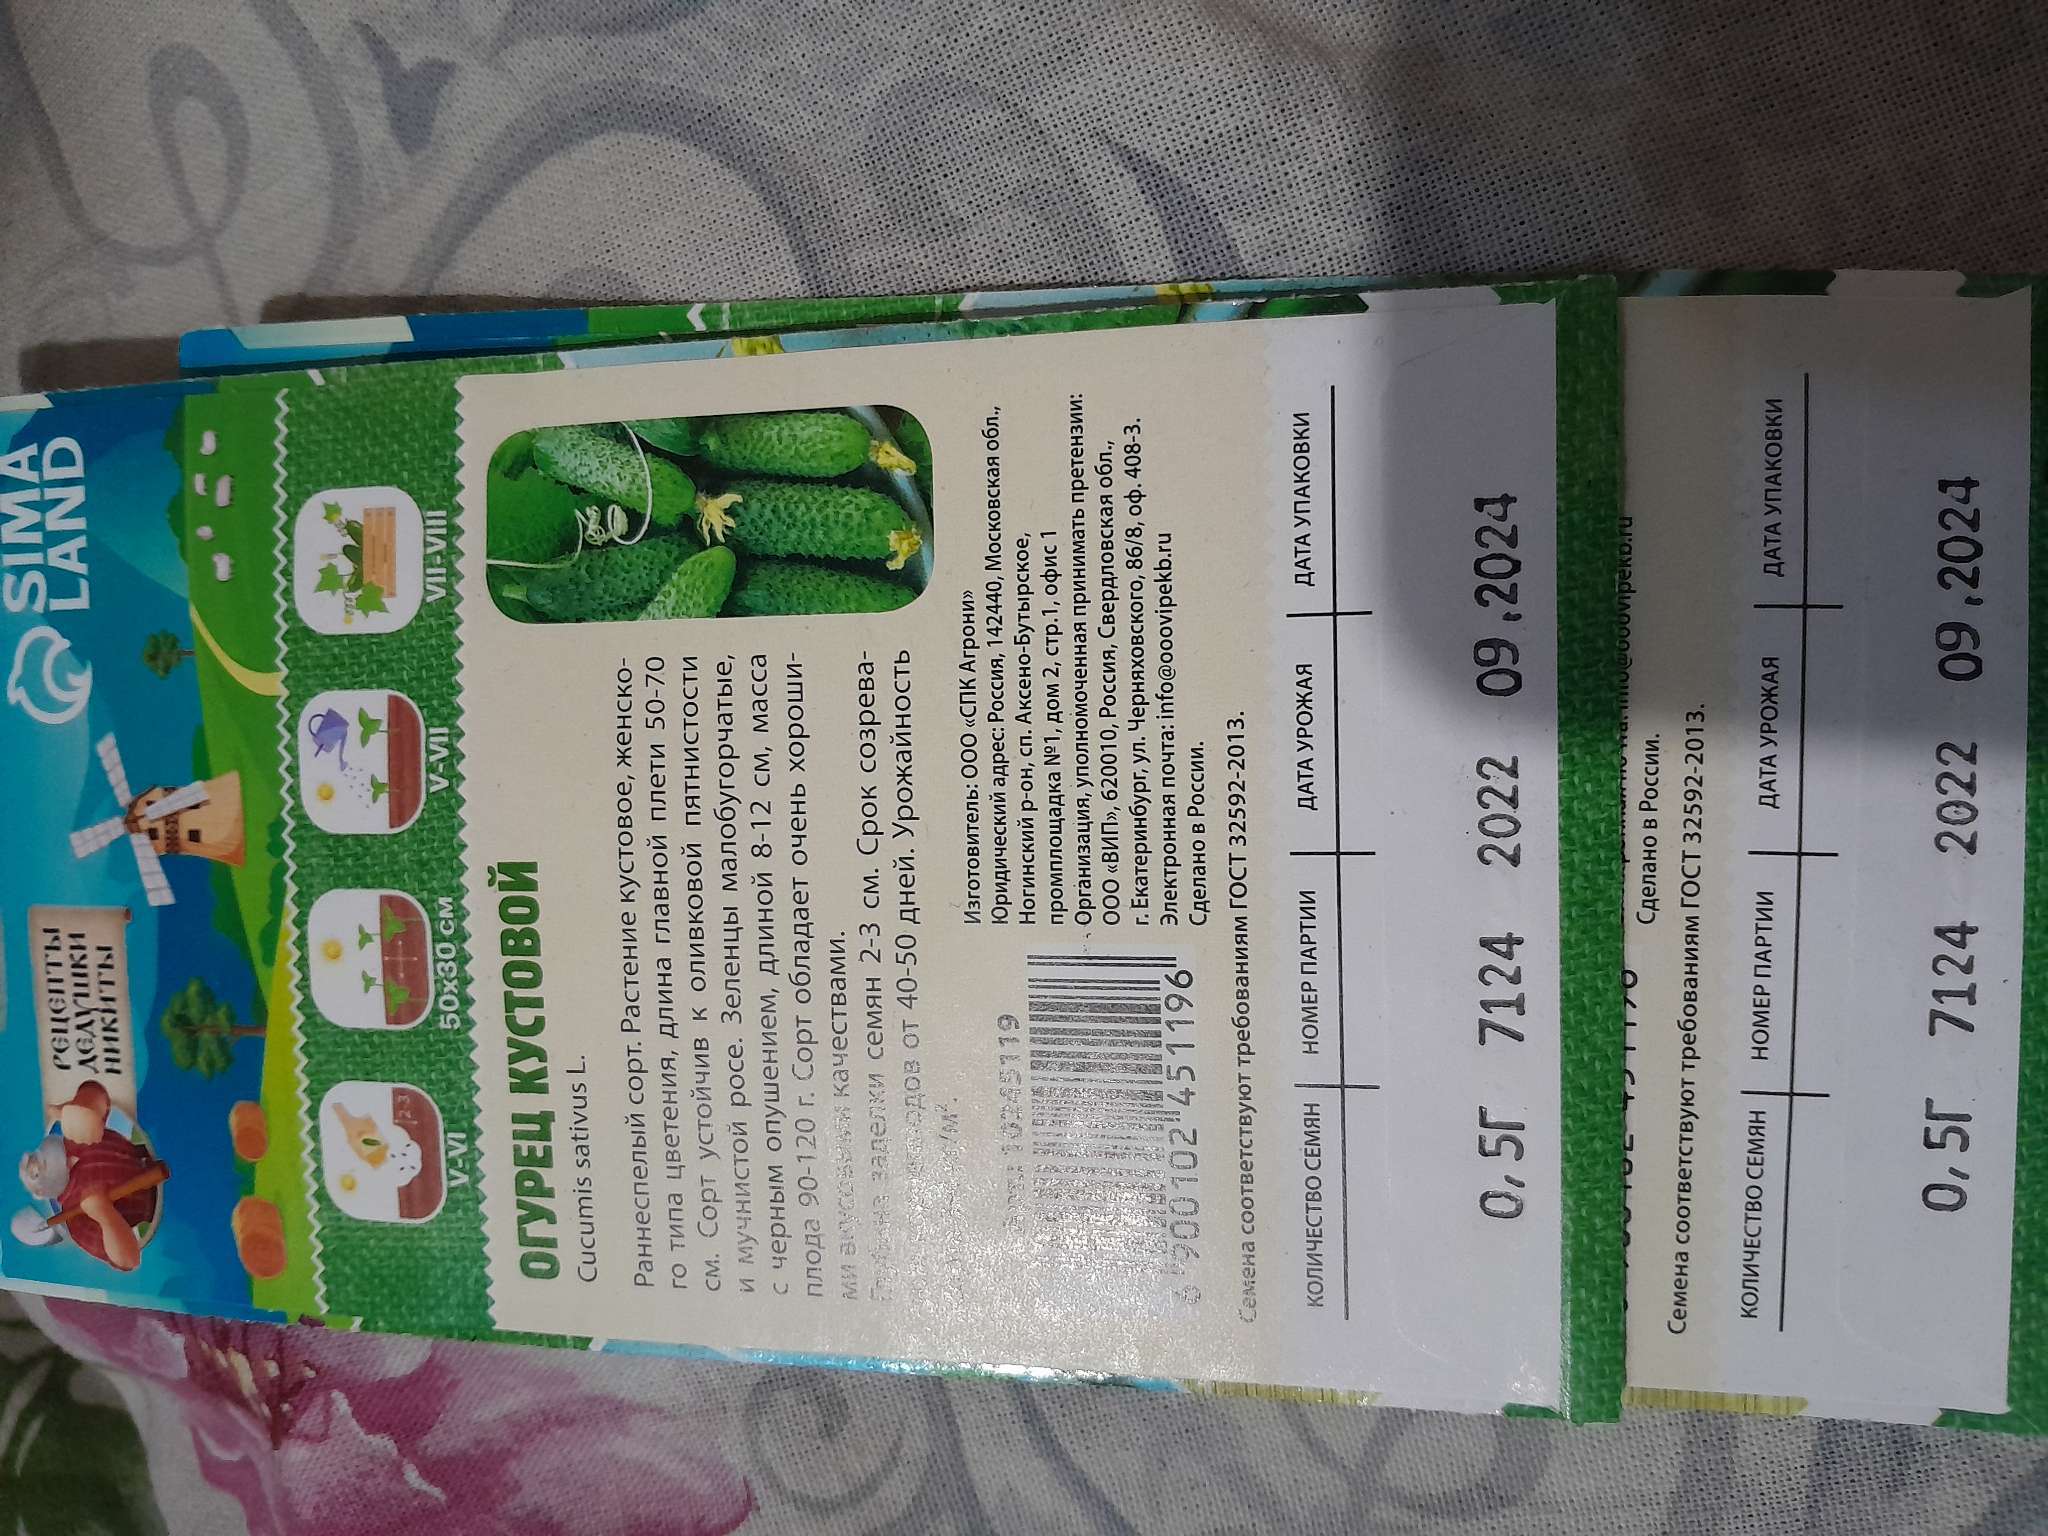 РЕЦЕПТЫ
ДЕДУШКИ
НИКИТЫ
SIMA
LAND
2-3
V-VI
50х30 см
V-VII
VII-VIII
ОГУРЕЦ КУСТОВОЙ
Cucumis sativus L.
Раннеспелый сорт. Растение кустовое, женско-
го типа цветения, длина главной плети 50-70
см. Сорт устойчив к оливковой пятнистости
и мучнистой росе. Зеленцы малобугорчатые,
с черным опушением, длиной 8-12 см, масса
плода 90-120 г. Сорт обладает очень хороши-
ми вкусовыми качествами.
Глубина заделки семян 2-3 см. Срок созрева-
от 40-50 дней. Урожайность
Изготовитель: ООО «СПК Агрони»
Юридический адрес: Россия, 142440, Московская обл.,
Ногинский р-он, сп. Аксено-Бутырское,
промплощадка №1, дом 2, стр.1, офис 1
Организация, уполномоченная принимать претензии:
ООО «ВИП», 620010, Россия, Свердловская обл.,
г. Екатеринбург, ул. Черняховского, 86/8, оф. 408-3.
Электронная почта: info@ooovipekb.ru
Сделано в России.
6 900102 451196
Семена соответствуют требованиям ГОСТ 32592-2013.
КОЛИЧЕСТВО СЕМЯН НОМЕР ПАРТИИ ДАТА УРОЖАЯ ДАТА УПАКОВКИ
0,5Г 7124 2022 09.2024
Сделано в России.
Семена соответствуют требованиям ГОСТ 32592-2013.
КОЛИЧЕСТВО СЕМЯН НОМЕР ПАРТИИ ДАТА УРОЖАЯ ДАТА УПАКОВКИ
0,5Г 7124 2022 09.2024